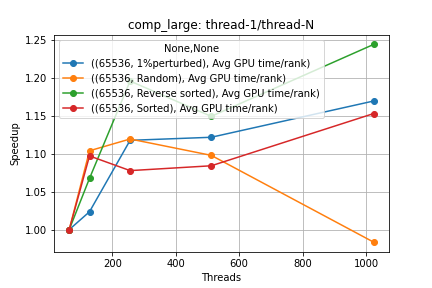 comp_large: thread-1/thread-N
None,None
((65536, 1%perturbed), Avg GPU time/rank)
((65536, Random), Avg GPU time/rank)
((65536, Reverse sorted), Avg GPU time/rank)
((65536, Sorted), Avg GPU time/rank)
Speedup
1.25
1.20
1.15
1.10
1.05
1.00
200
400
600
800
1000
Threads